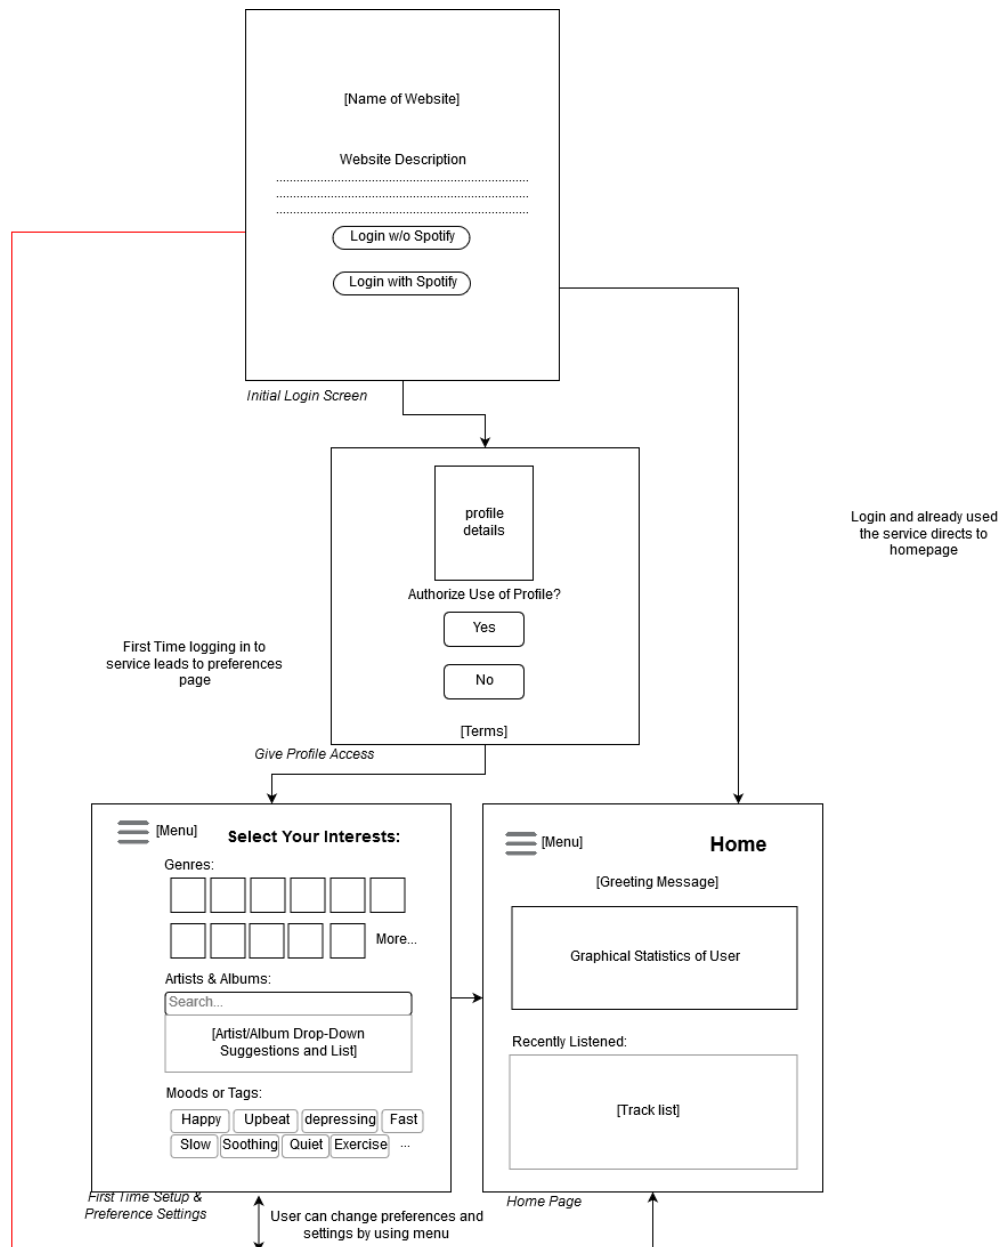 [Name of Website]
Website Description
Login w/o Spotify
Login with Spotify
Initial Login Screen
profile
details
Authorize Use of Profile?
Yes
No
[Terms]
Give Profile Access
Login and already used
the service directs to
homepage
First Time logging in to
service leads to preferences
page
[Menu]
Select Your Interests:
Genres:
More...
Artists & Albums:
Search...
[Artist/Album Drop-Down
Suggestions and List]
Moods or Tags:
Happy
Upbeat
depressing
Fast
Slow
Soothing
Quiet
Exercise
...
First Time Setup &
Preference Settings
[Menu]
Home
[Greeting Message]
Graphical Statistics of User
Recently Listened:
[Track list]
Home Page
User can change preferences and
settings by using menu